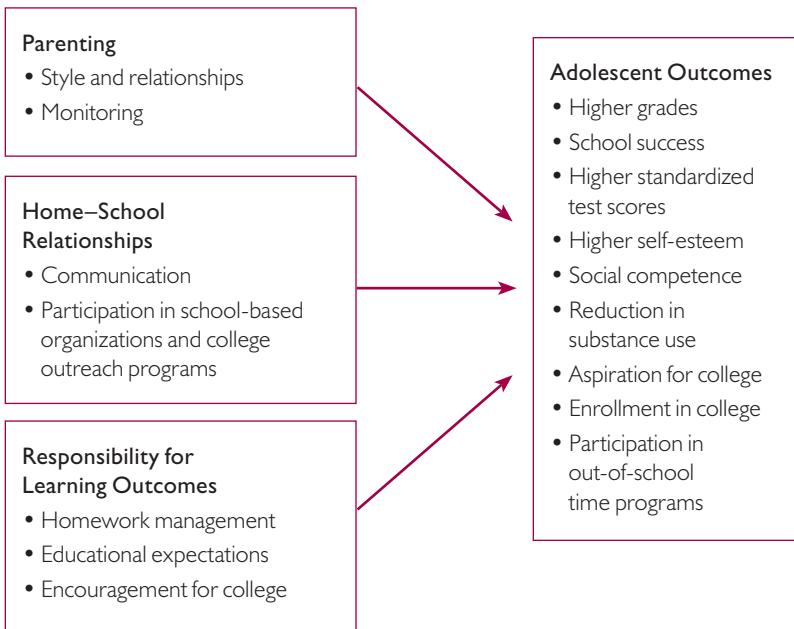 Parenting
• Style and relationships
• Monitoring
Home–School
Relationships
• Communication
• Participation in school-based
organizations and college
outreach programs
Responsibility for
Learning Outcomes
• Homework management
• Educational expectations
• Encouragement for college
Adolescent Outcomes
• Higher grades
• School success
• Higher standardized
test scores
• Higher self-esteem
• Social competence
• Reduction in
substance use
• Aspiration for college
• Enrollment in college
• Participation in
out-of-school
time programs